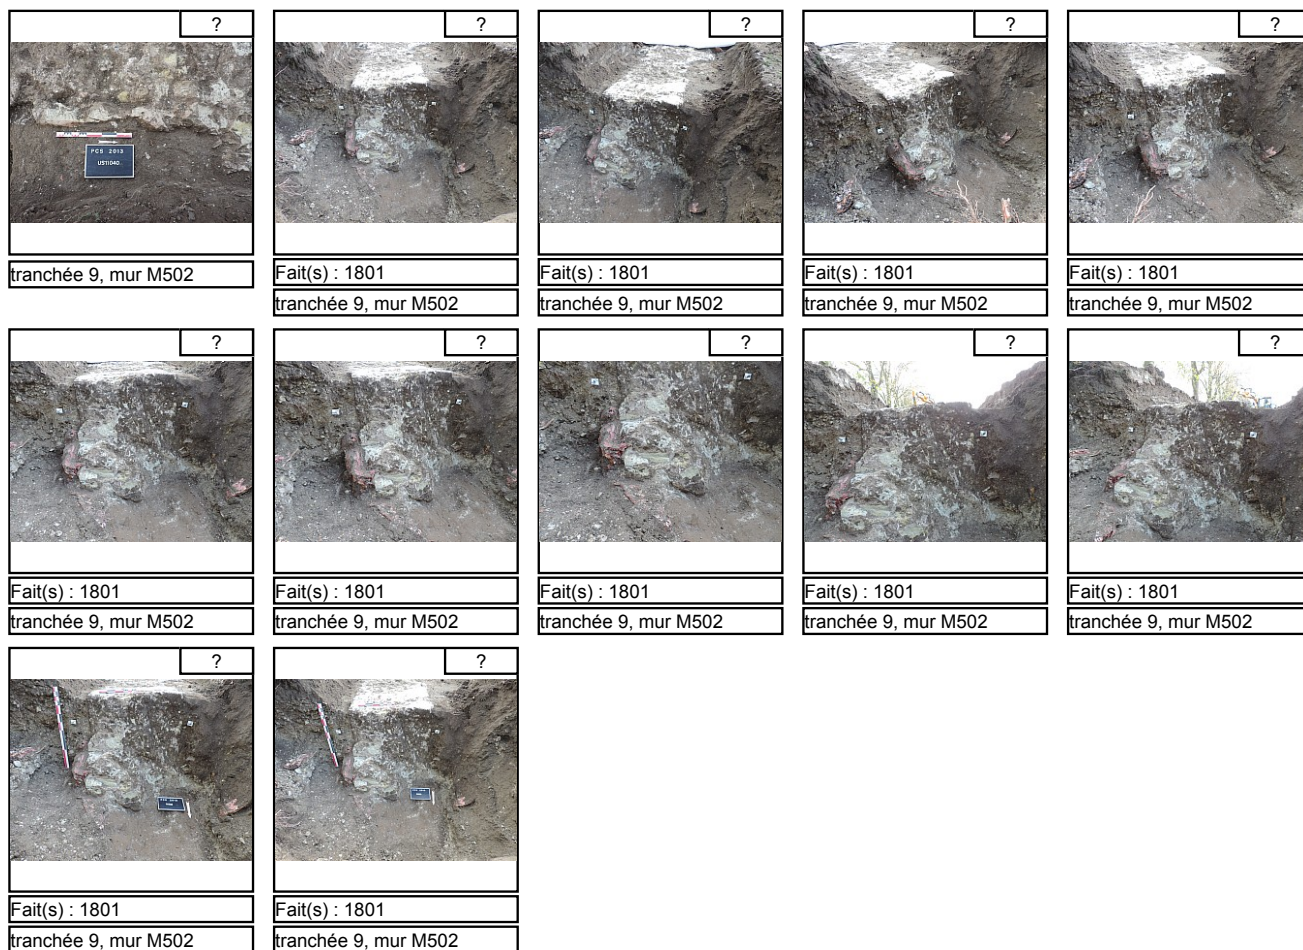 ? ? ? ? ?
PCS 2013
US11040
tranchée 9, mur M502
Fait(s) : 1801 Fait(s) : 1801 Fait(s) : 1801 Fait(s) : 1801
tranchée 9, mur M502 tranchée 9, mur M502 tranchée 9, mur M502 tranchée 9, mur M502
? ? ? ? ?
Fait(s) : 1801 Fait(s) : 1801 Fait(s) : 1801 Fait(s) : 1801 Fait(s) : 1801
tranchée 9, mur M502 tranchée 9, mur M502 tranchée 9, mur M502 tranchée 9, mur M502 tranchée 9, mur M502
? ?
Fait(s) : 1801 Fait(s) : 1801
tranchée 9, mur M502 tranchée 9, mur M502